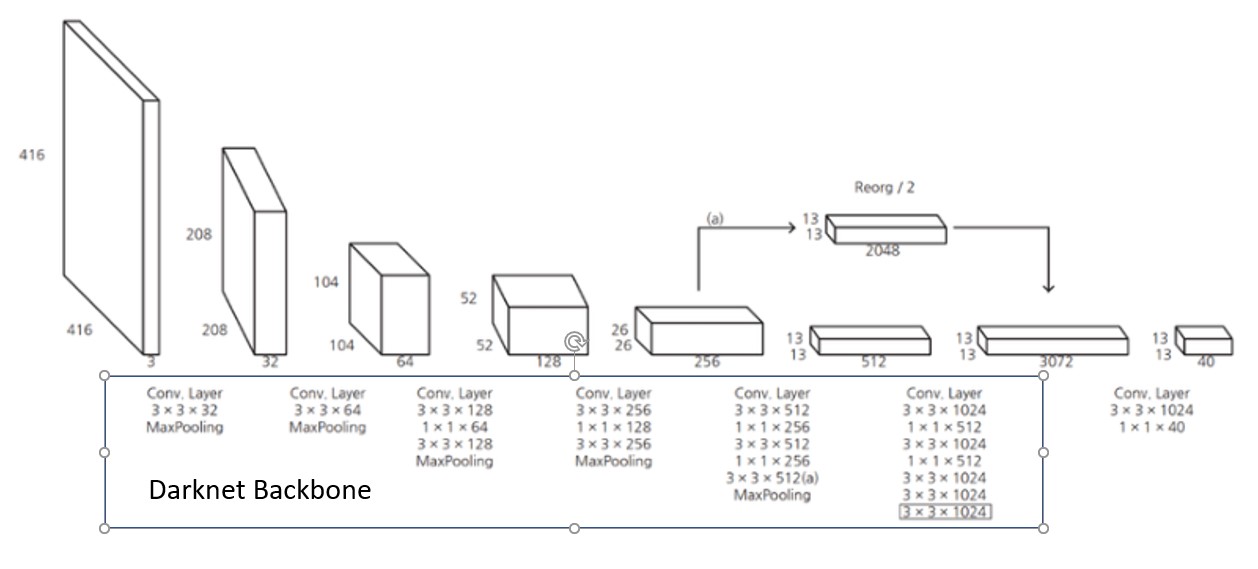 416
416
3
208
208
32
104
104
64
52
52
128
26
26
256
(a)
Reorg / 2
13
13
2048
13
13
512
13
13
3072
13
13
40
Conv. Layer
3 × 3 × 32
MaxPooling
Conv. Layer
3 × 3 × 64
MaxPooling
Conv. Layer
3 × 3 × 128
1 × 1 × 64
3 × 3 × 128
MaxPooling
Conv. Layer
3 × 3 × 256
1 × 1 × 128
3 × 3 × 256
MaxPooling
Conv. Layer
3 × 3 × 512
1 × 1 × 256
3 × 3 × 512
1 × 1 × 256
3 × 3 × 512(a)
MaxPooling
Conv. Layer
3 × 3 × 1024
1 × 1 × 512
3 × 3 × 1024
1 × 1 × 512
3 × 3 × 1024
3 × 3 × 1024
3 × 3 × 1024
Conv. Layer
3 × 3 × 1024
1 × 1 × 40
Darknet Backbone